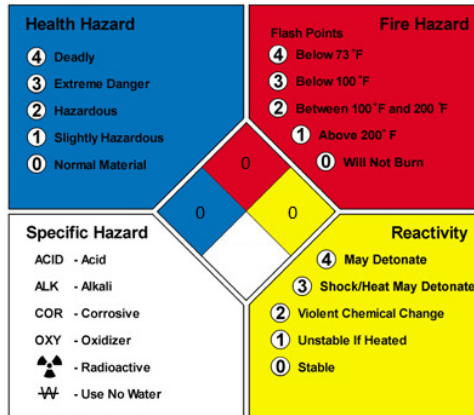 Health Hazard
4 Deadly
3 Extreme Danger
2 Hazardous
1 Slightly Hazardous
0 Normal Material
Fire Hazard
Flash Points
4 Below 73°F
3 Below 100°F
2 Between 100°F and 200°F
1 Above 200°F
0 Will Not Burn
0
0
0
Specific Hazard
ACID - Acid
ALK - Alkali
COR - Corrosive
OXY - Oxidizer
- Radioactive
W - Use No Water
Reactivity
4 May Detonate
3 Shock/Heat May Detonate
2 Violent Chemical Change
1 Unstable If Heated
0 Stable